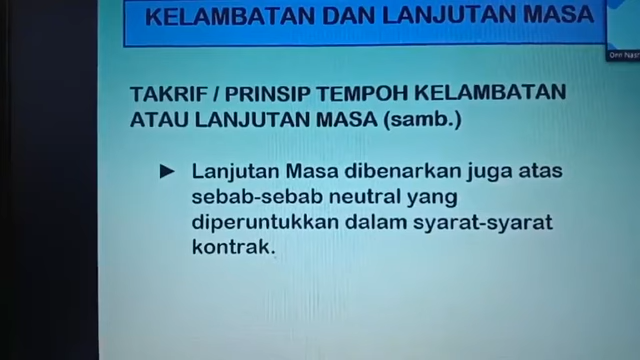 KELAMBATAN DAN LANJUTAN MASA
TAKRIF / PRINSIP TEMPOH KELAMBATAN
ATAU LANJUTAN MASA (samb.)
Lanjutan Masa dibenarkan juga atas
sebab-sebab neutral yang
diperuntukkan dalam syarat-syarat
kontrak.